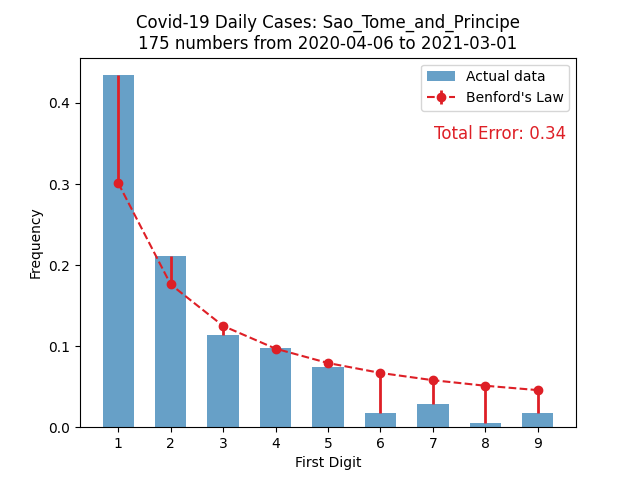 Covid-19 Daily Cases: Sao_Tome_and_Principe
175 numbers from 2020-04-06 to 2021-03-01
Actual data
Benford's Law
Total Error: 0.34
Frequency
0.4
0.3
0.2
0.1
0.0
1 2 3 4 5 6 7 8 9
First Digit